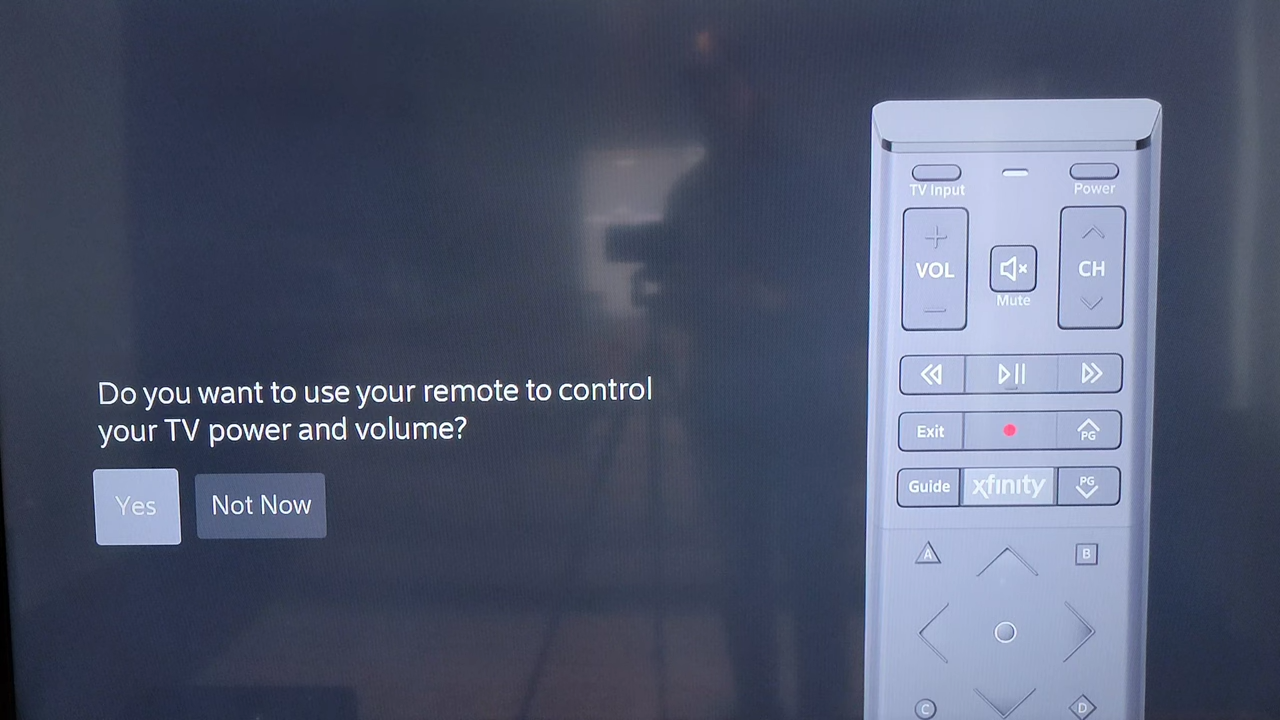 Do you want to use your remote to control
your TV power and volume?
Yes
Not Now
TV Input
Power
VOL
Mute
CH
Exit
PG
Guide
xfinity
PG
A
B
C
D